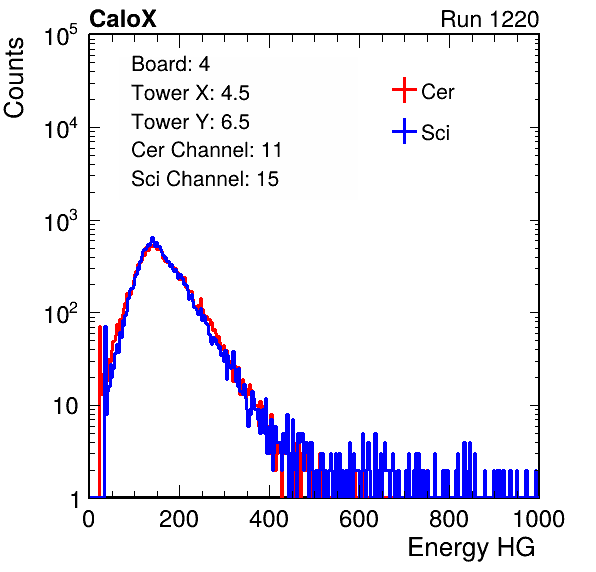 CaloX Run 1220
Counts
Board: 4
Tower X: 4.5
Tower Y: 6.5
Cer Channel: 11
Sci Channel: 15
Cer
Sci
10^5
10^4
10^3
10^2
10
1
0 200 400 600 800 1000
Energy HG